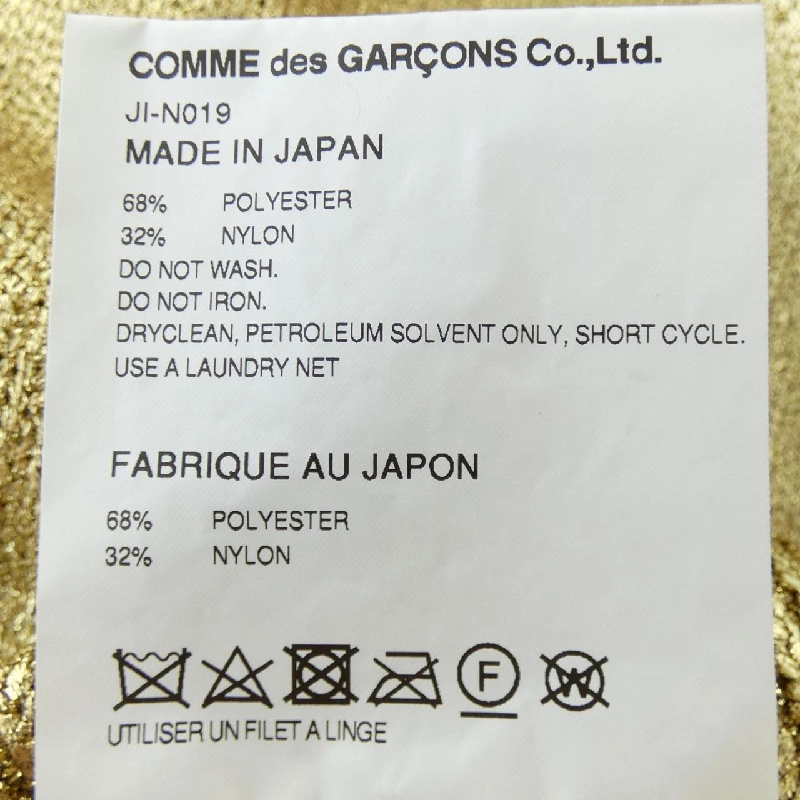 COMME des GARÇONS Co.,Ltd.
JI-N019
MADE IN JAPAN
68% POLYESTER
32% NYLON
DO NOT WASH.
DO NOT IRON.
DRYCLEAN, PETROLEUM SOLVENT ONLY, SHORT CYCLE.
USE A LAUNDRY NET
FABRIQUE AU JAPON
68% POLYESTER
32% NYLON
F W
UTILISER UN FILET A LINGE